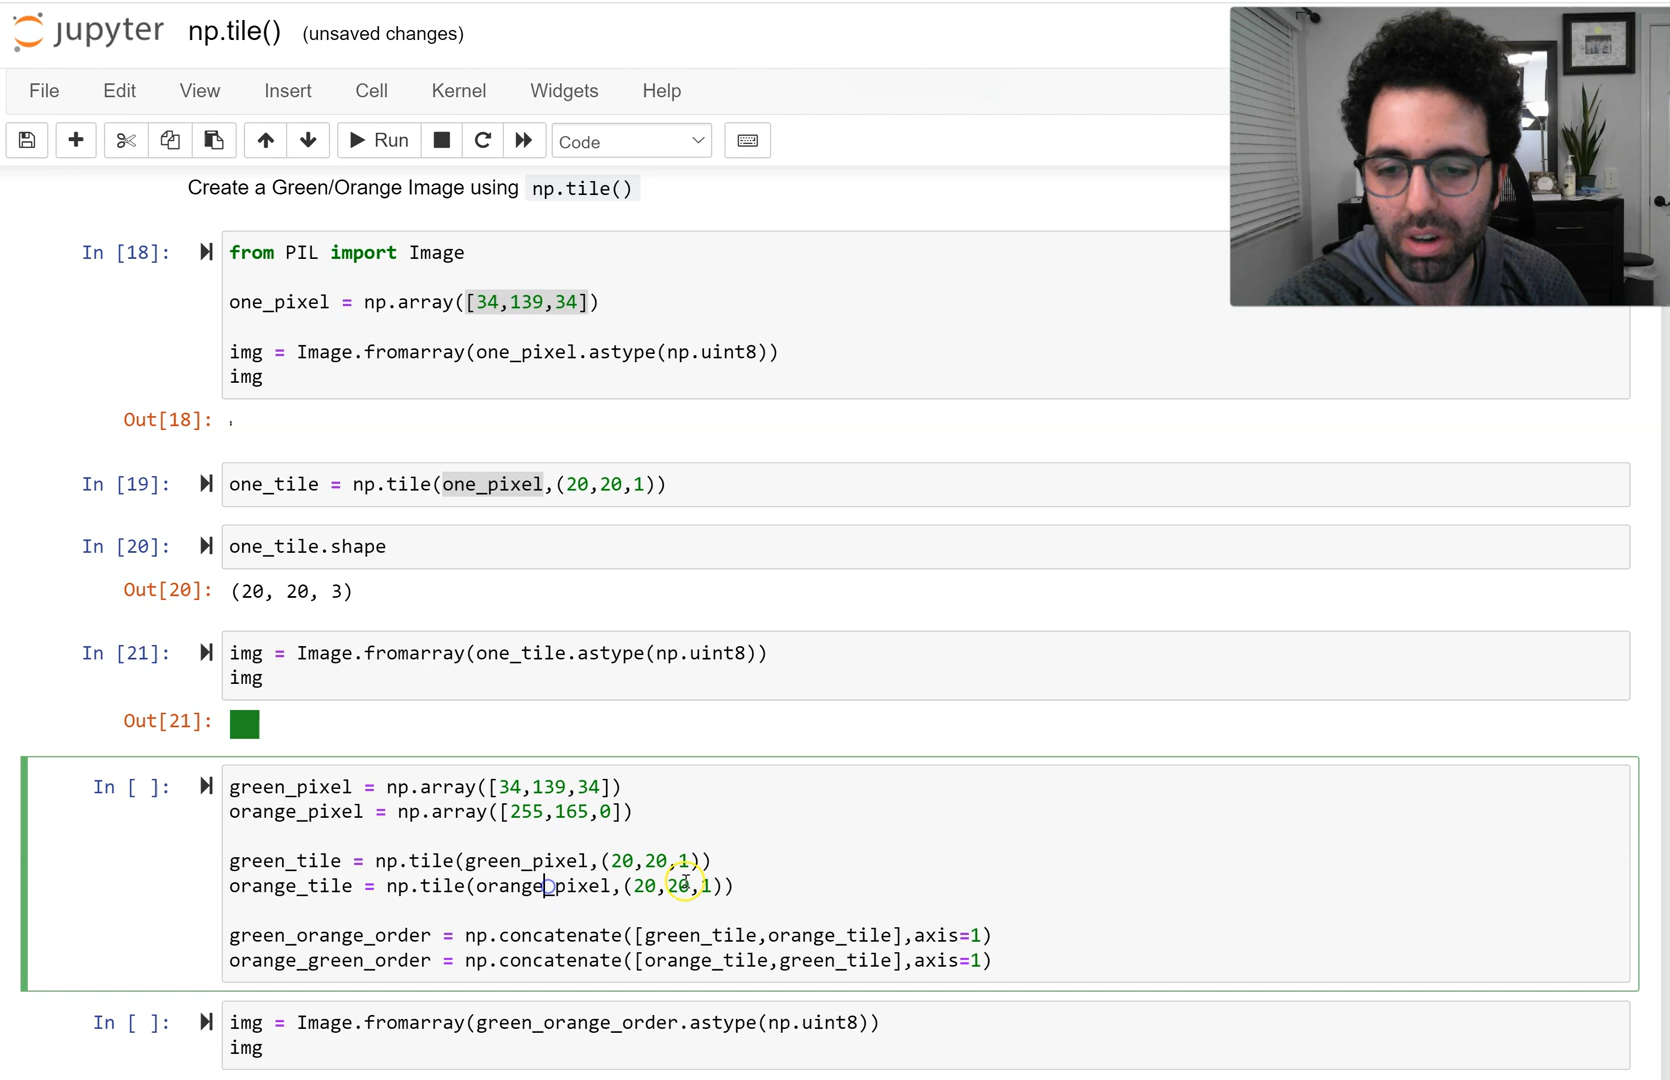 jupyter np.tile() (unsaved changes)
File Edit View Insert Cell Kernel Widgets Help
Run Code
Create a Green/Orange Image using np.tile()
In [18]: from PIL import Image
one_pixel = np.array([34,139,34])
img = Image.fromarray(one_pixel.astype(np.uint8))
img
Out[18]:
In [19]: one_tile = np.tile(one_pixel,(20,20,1))
In [20]: one_tile.shape
Out[20]: (20, 20, 3)
In [21]: img = Image.fromarray(one_tile.astype(np.uint8))
img
Out[21]:
In [ ]: green_pixel = np.array([34,139,34])
orange_pixel = np.array([255,165,0])
green_tile = np.tile(green_pixel,(20,20,1))
orange_tile = np.tile(orange_pixel,(20,20,1))
green_orange_order = np.concatenate([green_tile,orange_tile],axis=1)
orange_green_order = np.concatenate([orange_tile,green_tile],axis=1)
In [ ]: img = Image.fromarray(green_orange_order.astype(np.uint8))
img